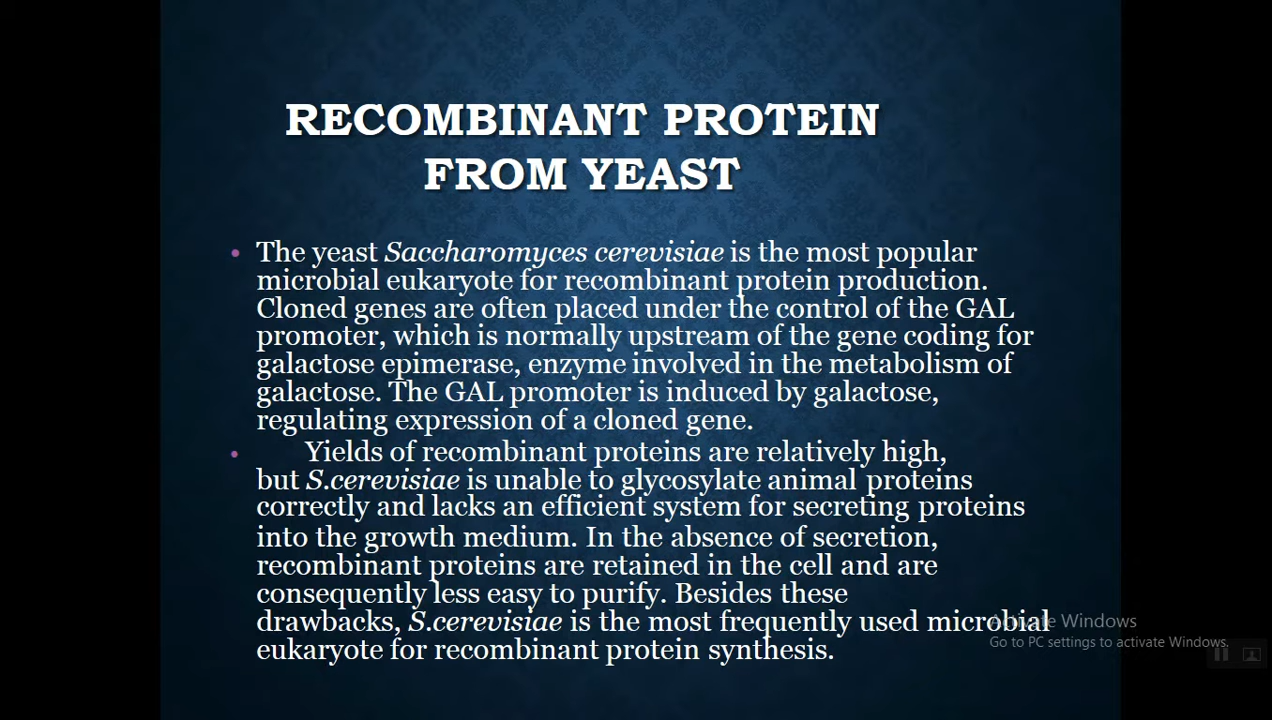 RECOMBINANT PROTEIN
FROM YEAST
• The yeast Saccharomyces cerevisiae is the most popular
microbial eukaryote for recombinant protein production.
Cloned genes are often placed under the control of the GAL
promoter, which is normally upstream of the gene coding for
galactose epimerase, enzyme involved in the metabolism of
galactose. The GAL promoter is induced by galactose,
regulating expression of a cloned gene.
• Yields of recombinant proteins are relatively high,
but S.cerevisiae is unable to glycosylate animal proteins
correctly and lacks an efficient system for secreting proteins
into the growth medium. In the absence of secretion,
recombinant proteins are retained in the cell and are
consequently less easy to purify. Besides these
drawbacks, S.cerevisiae is the most frequently used microbial
eukaryote for recombinant protein synthesis.
Activate Windows
Go to PC settings to activate Windows.